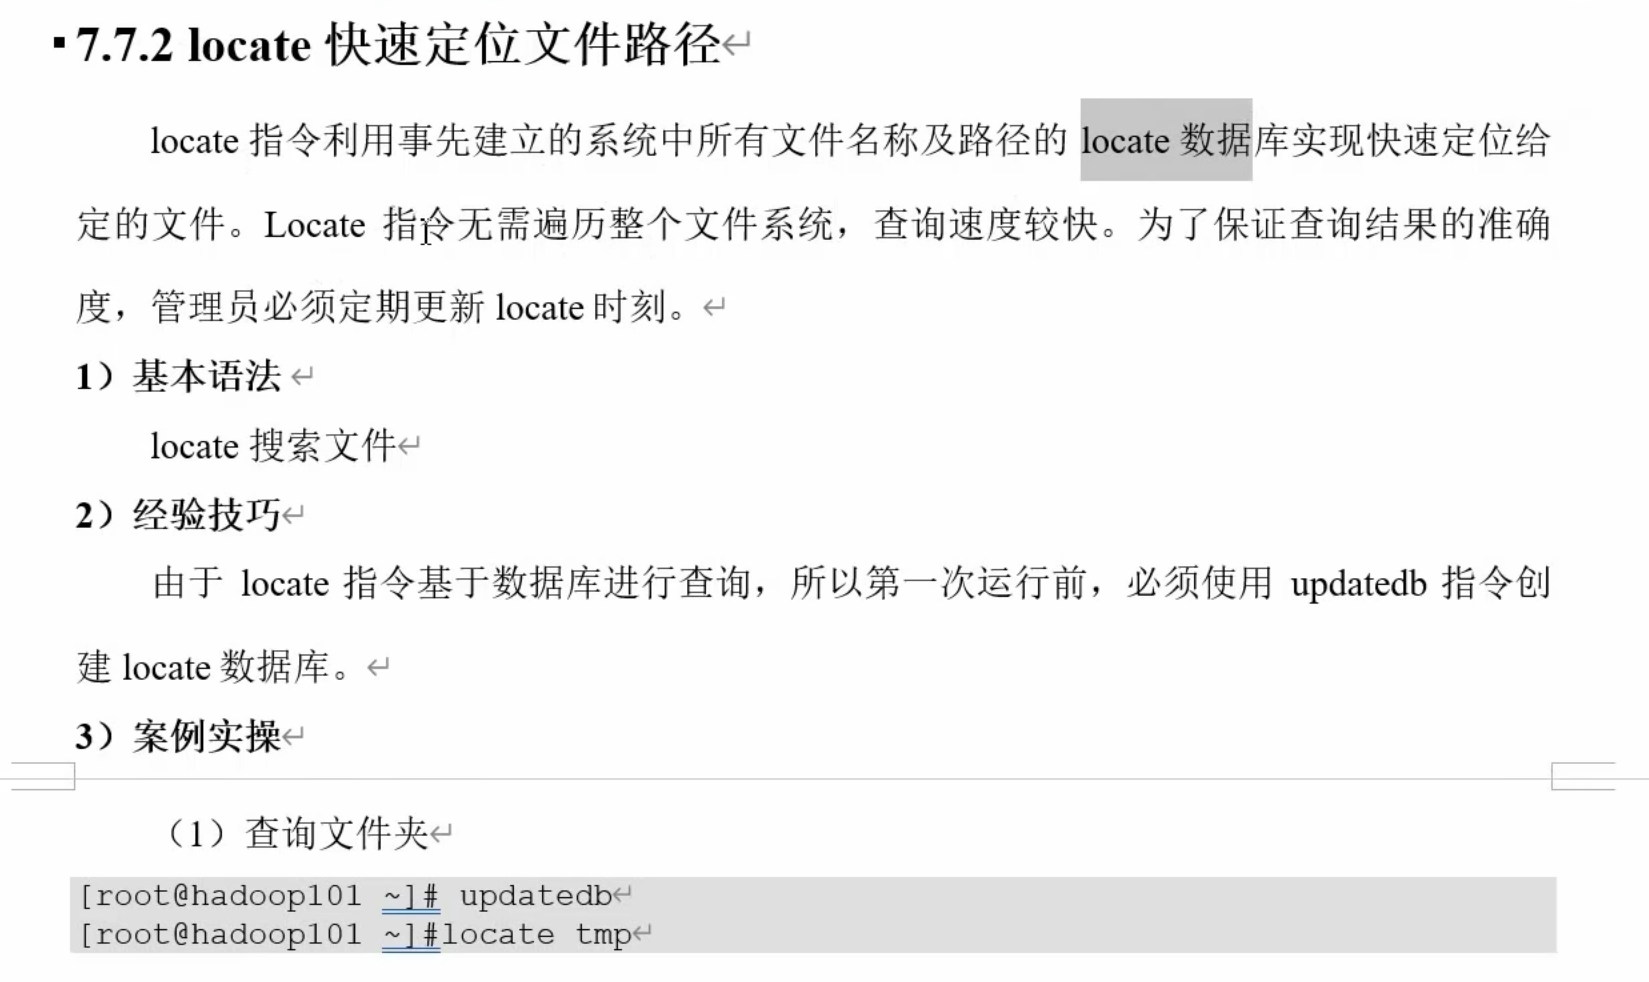 7.7.2 locate 快速定位文件路径
locate 指令利用事先建立的系统中所有文件名称及路径的 locate 数据库实现快速定位给
定的文件。Locate 指令无需遍历整个文件系统，查询速度较快。为了保证查询结果的准确
度，管理员必须定期更新 locate 时刻。
1）基本语法
locate 搜索文件
2）经验技巧
由于 locate 指令基于数据库进行查询，所以第一次运行前，必须使用 updatedb 指令创
建 locate 数据库。
3）案例实操
（1）查询文件夹
[root@hadoop101 ~]# updatedb
[root@hadoop101 ~]#locate tmp